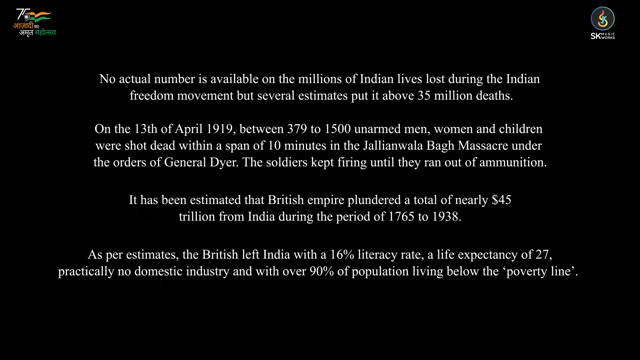 75
आज़ादी का
अमृत महोत्सव
SK MUSIC WORKS
No actual number is available on the millions of Indian lives lost during the Indian
freedom movement but several estimates put it above 35 million deaths.
On the 13th of April 1919, between 379 to 1500 unarmed men, women and children
were shot dead within a span of 10 minutes in the Jallianwala Bagh Massacre under
the orders of General Dyer. The soldiers kept firing until they ran out of ammunition.
It has been estimated that British empire plundered a total of nearly $45
trillion from India during the period of 1765 to 1938.
As per estimates, the British left India with a 16% literacy rate, a life expectancy of 27,
practically no domestic industry and with over 90% of population living below the ‘poverty line’.